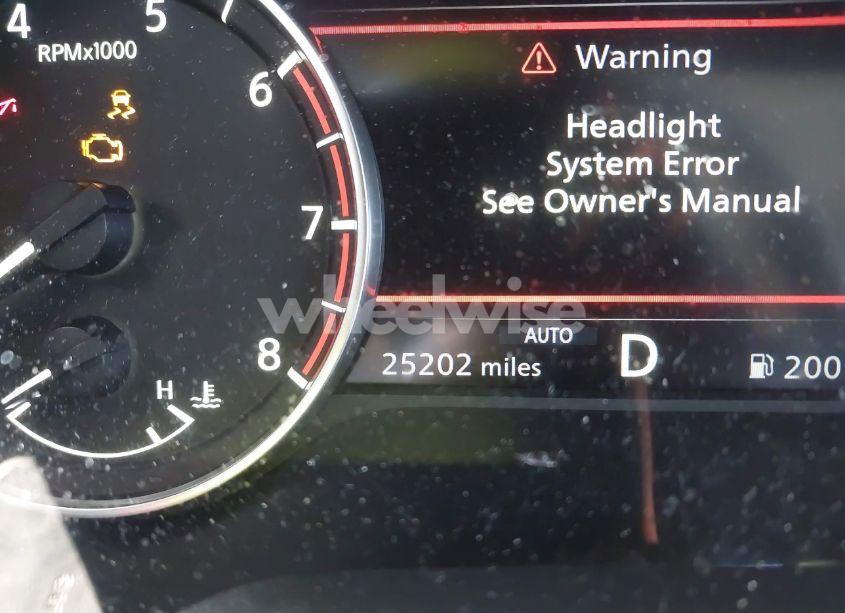 4
5
RPMx1000
6
7
8
H
Warning
Headlight
System Error
See Owner's Manual
wheelwise
AUTO
25202 miles
D
200